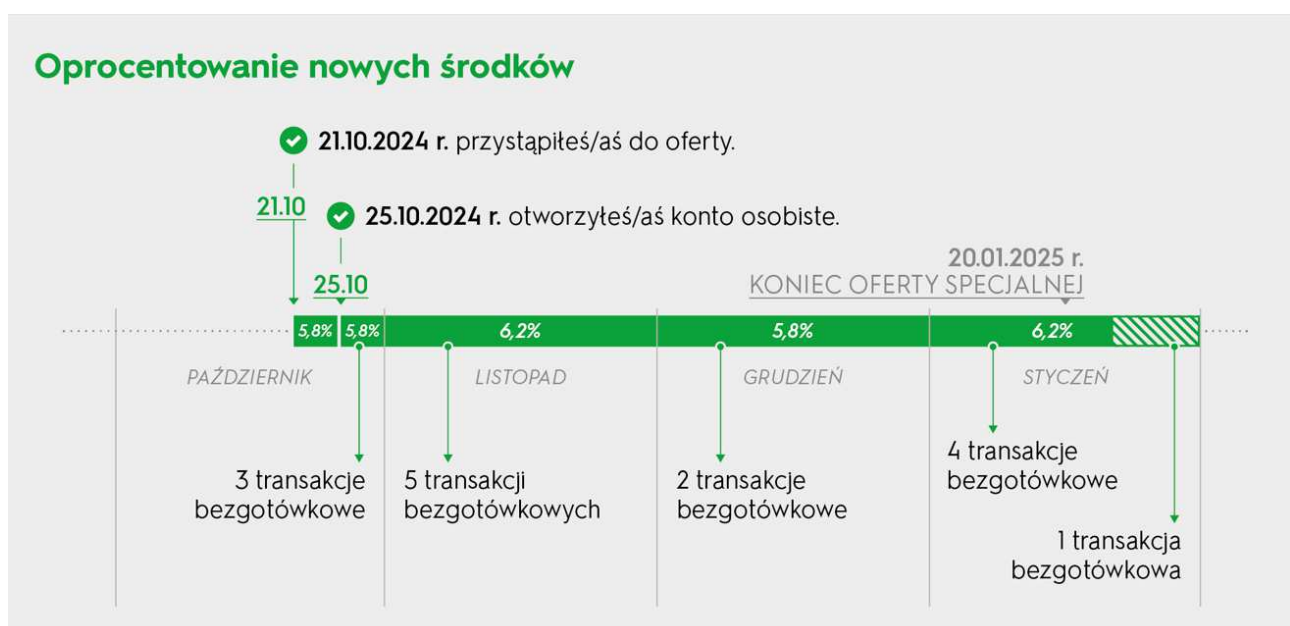 Oprocentowanie nowych środków
21.10.2024 r. przystąpiłeś/aś do oferty.
21.10
25.10.2024 r. otworzyłeś/aś konto osobiste.
25.10
20.01.2025 r.
KONIEC OFERTY SPECJALNEJ
5,8%
5,8%
6,2%
5,8%
6,2%
PAŹDZIERNIK
LISTOPAD
GRUDZIEŃ
STYCZEŃ
3 transakcje
bezgotówkowe
5 transakcji
bezgotówkowych
2 transakcje
bezgotówkowe
4 transakcje
bezgotówkowe
1 transakcja
bezgotówkowa